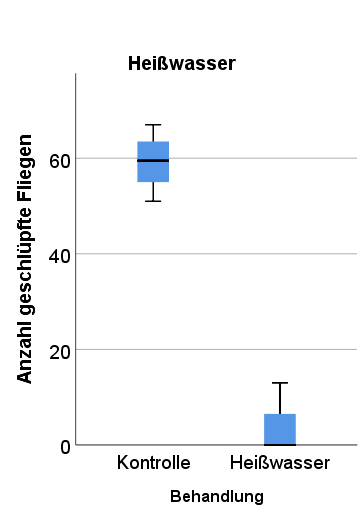 Heißwasser
Anzahl geschlüpfte Fliegen
60
40
20
0
Kontrolle Heißwasser
Behandlung